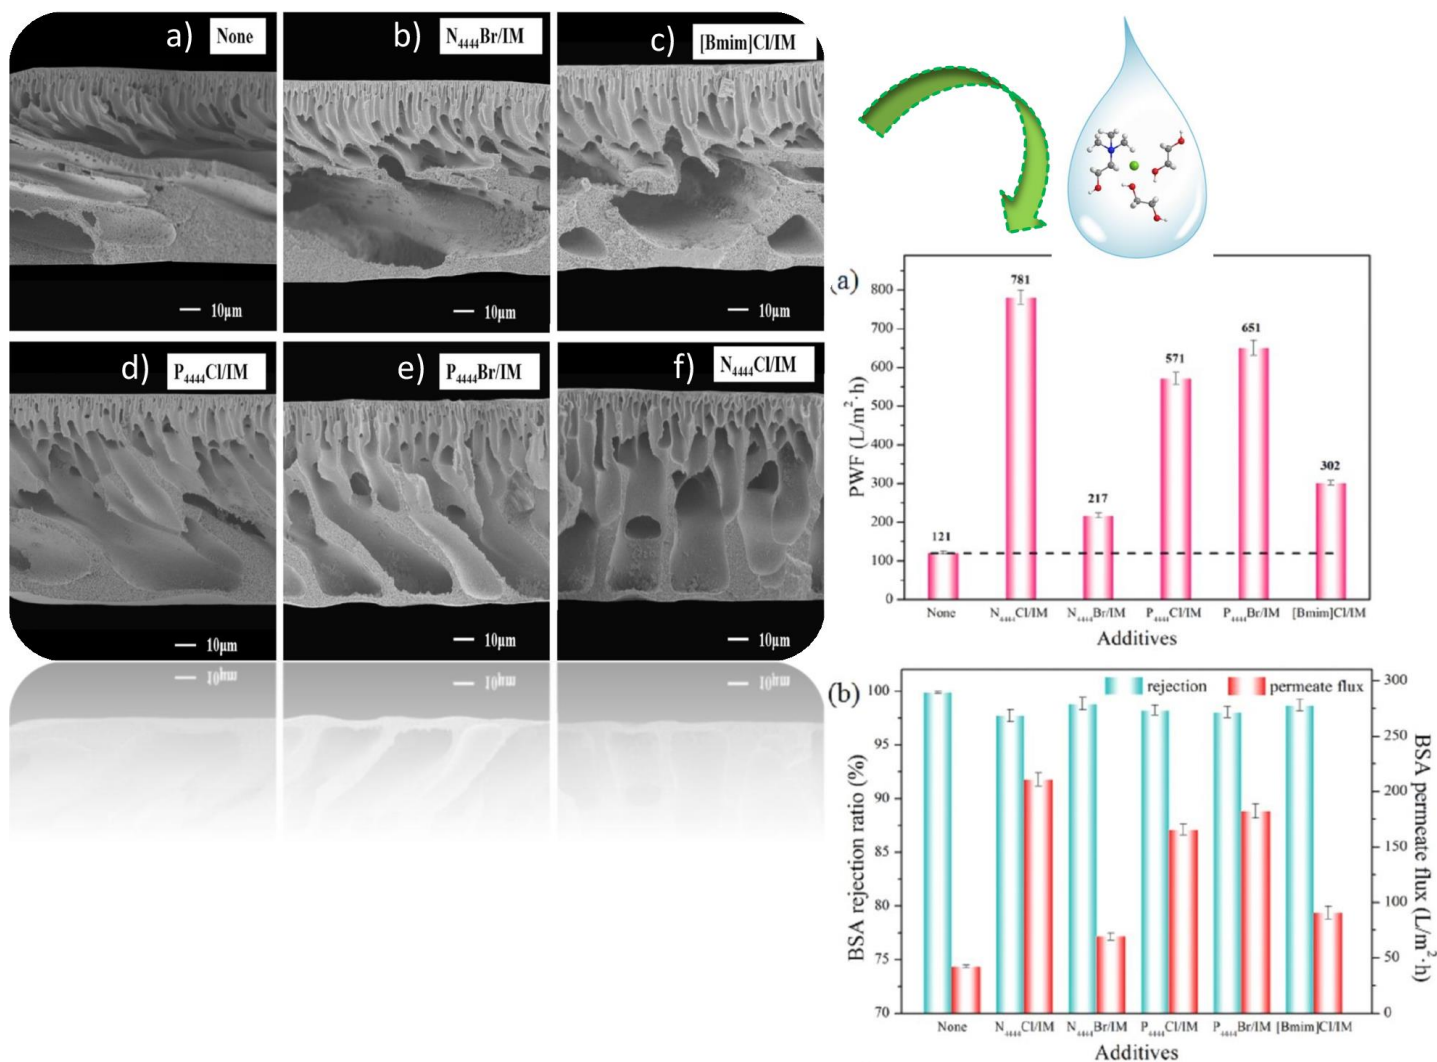 a) None
b) N4444Br/IM
c) [Bmim]Cl/IM
10μm
10μm
10μm
d) P4444Cl/IM
e) P4444Br/IM
f) N4444Cl/IM
10μm
10μm
10μm
10μm
10μm
10μm
(a)
PWF (L/m2·h)
800
700
600
500
400
300
200
100
0
121
781
217
571
651
302
None
N4444Cl/IM
N4444Br/IM
P4444Cl/IM
P4444Br/IM
[Bmim]Cl/IM
Additives
(b)
rejection
permeate flux
BSA rejection ratio (%)
100
95
90
85
80
75
70
BSA permeate flux (L/m2·h)
300
250
200
150
100
50
0
None
N4444Cl/IM
N4444Br/IM
P4444Cl/IM
P4444Br/IM
[Bmim]Cl/IM
Additives